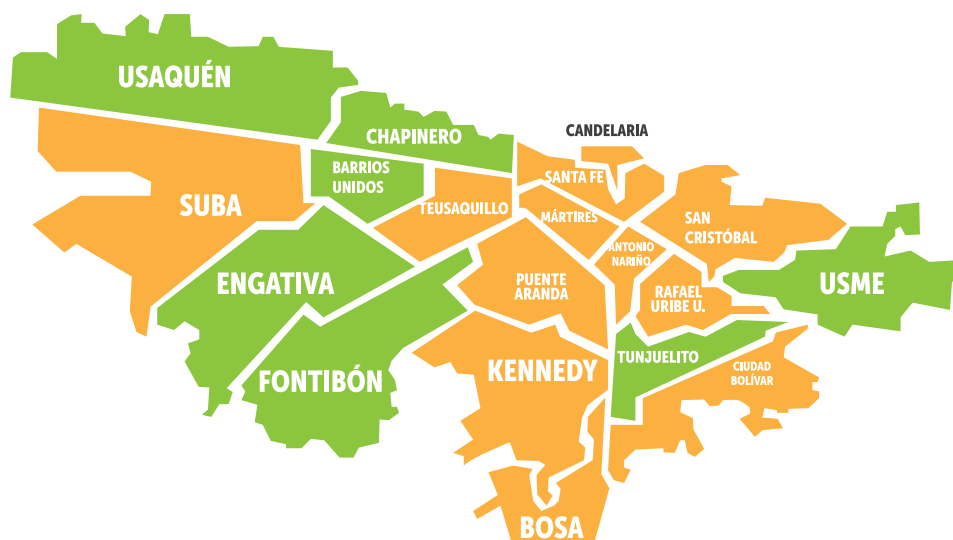 USAQUÉN
CHAPINERO
CANDELARIA
BARRIOS
UNIDOS
SANTA FE
SUBA
TEUSAQUILLO
MÁRTIRES
SAN
CRISTÓBAL
ANTONIO
NARIÑO
ENGATIVA
PUENTE
ARANDA
RAFAEL
URIBE U.
USME
FONTIBÓN
KENNEDY
TUNJUELITO
CIUDAD
BOLÍVAR
BOSA